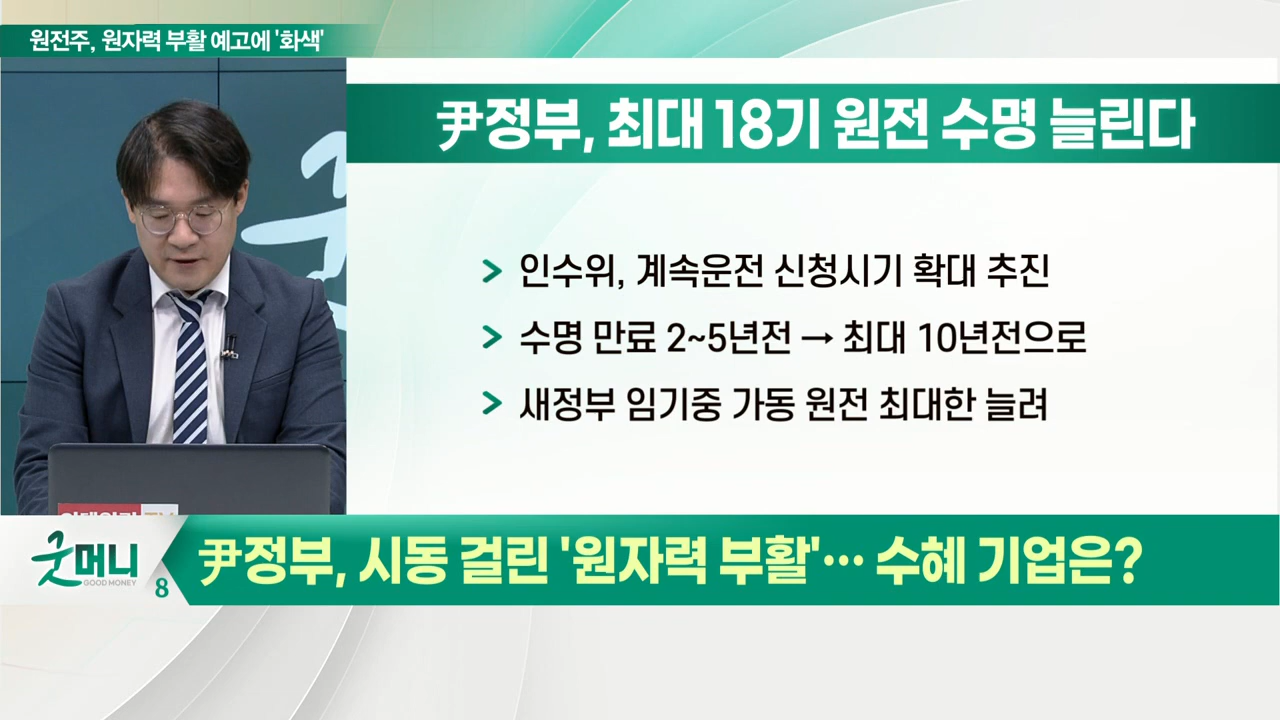 원전주, 원자력 부활 예고에 '화색'
尹정부, 최대 18기 원전 수명 늘린다
> 인수위, 계속운전 신청시기 확대 추진
> 수명 만료 2~5년전 → 최대 10년전으로
> 새정부 임기중 가동 원전 최대한 늘려
굿머니
GOOD MONEY
8
尹정부, 시동 걸린 '원자력 부활'… 수혜 기업은?